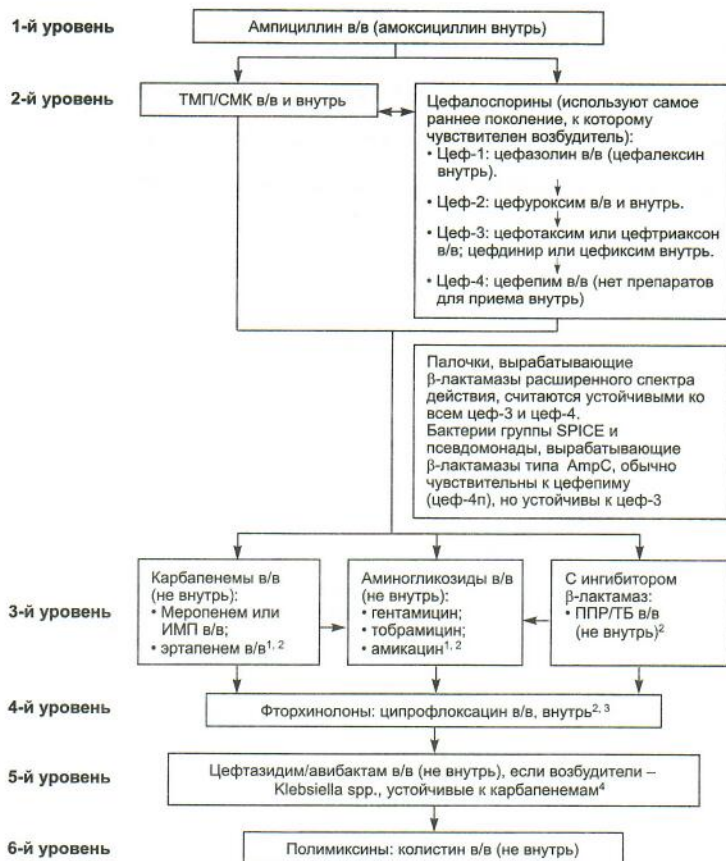 1-й уровень
Ампициллин в/в (амоксициллин внутрь)
2-й уровень
ТМП/СМК в/в и внутрь
Цефалоспорины (используют самое
раннее поколение, к которому
чувствителен возбудитель):
• Цеф-1: цефазолин в/в (цефалексин
внутрь).
• Цеф-2: цефуроксим в/в и внутрь.
• Цеф-3: цефотаксим или цефтриаксон
в/в; цефдинир или цефиксим внутрь.
• Цеф-4: цефепим в/в (нет препаратов
для приема внутрь)
Палочки, вырабатывающие
β-лактамазы расширенного спектра
действия, считаются устойчивыми ко
всем цеф-3 и цеф-4.
Бактерии группы SPICE и
псевдомонады, вырабатывающие
β-лактамазы типа AmpC, обычно
чувствительны к цефепиму
(цеф-4п), но устойчивы к цеф-3
3-й уровень
Карбапенемы в/в
(не внутрь):
• Меропенем или
ИМП в/в;
• эртапенем в/в1, 2
Аминогликозиды в/в
(не внутрь):
• гентамицин;
• тобрамицин;
• амикацин1, 2
С ингибитором
β-лактамаз:
• ППР/ТБ в/в
(не внутрь)2
4-й уровень
Фторхинолоны: ципрофлоксацин в/в, внутрь2, 3
5-й уровень
Цефтазидим/авибактам в/в (не внутрь), если возбудители –
Klebsiella spp., устойчивые к карбапенемам4
6-й уровень
Полимиксины: колистин в/в (не внутрь)